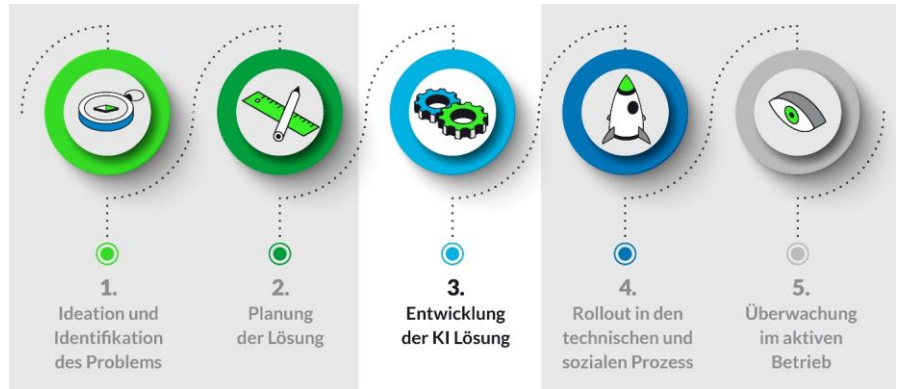 1.
Ideation und
Identifikation
des Problems
2.
Planung
der Lösung
3.
Entwicklung
der KI Lösung
4.
Rollout in den
technischen und
sozialen Prozess
5.
Überwachung
im aktiven
Betrieb